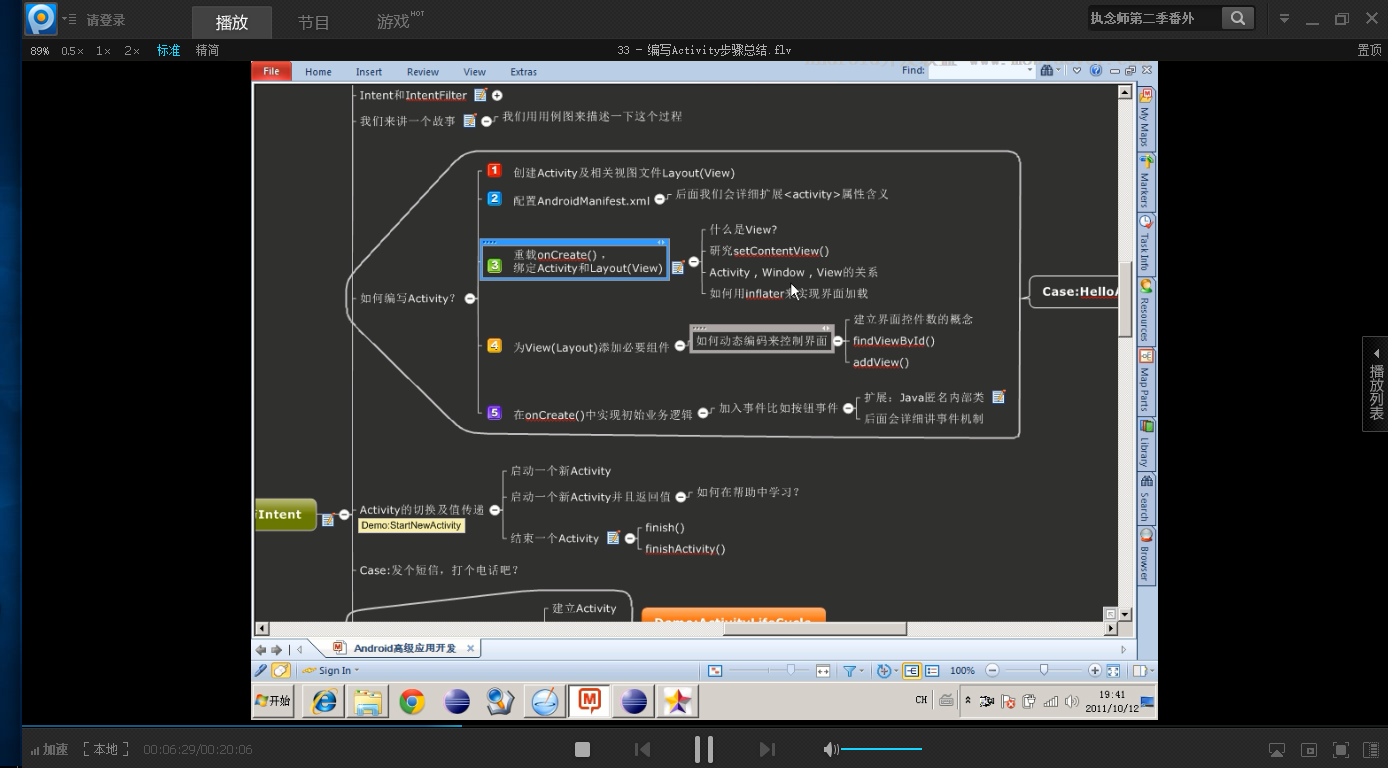 请登录
播放
节目
游戏HOT
执念师第二季番外
89% 0.5× 1× 2× 标准 精简
33 - 编写Activity步骤总结.flv
置顶
File Home Insert Review View Extras
Find:
Intent和IntentFilter
我们来讲一个故事
我们用用例图来描述一下这个过程
1 创建Activity及相关视图文件Layout(View)
2 配置AndroidManifest.xml
后面我们会详细扩展<activity>属性含义
3 重载onCreate()，
绑定Activity和Layout(View)
什么是View?
研究setContentView()
Activity，Window，View的关系
如何用inflater来实现界面加载
如何编写Activity?
4 为View(Layout)添加必要组件
如何动态编码来控制界面
建立界面控件数的概念
findViewById()
addView()
5 在onCreate()中实现初始业务逻辑
加入事件比如按钮事件
扩展：Java匿名内部类
后面会详细讲事件机制
Case:HelloA
My Maps
Markers
Task Info
Resources
Map Parts
Library
Search
Browser
播放列表
Intent
Activity的切换及值传递
Demo:StartNewActivity
启动一个新Activity
启动一个新Activity并且返回值
如何在帮助中学习？
结束一个Activity
finish()
finishActivity()
Case:发个短信，打个电话吧？
建立Activity
Demo:ActivityLifeCycle
Android高级应用开发
Sign In
100%
开始
CH
19:41
2011/10/12
加速 [本地] 00:06:29/00:20:06